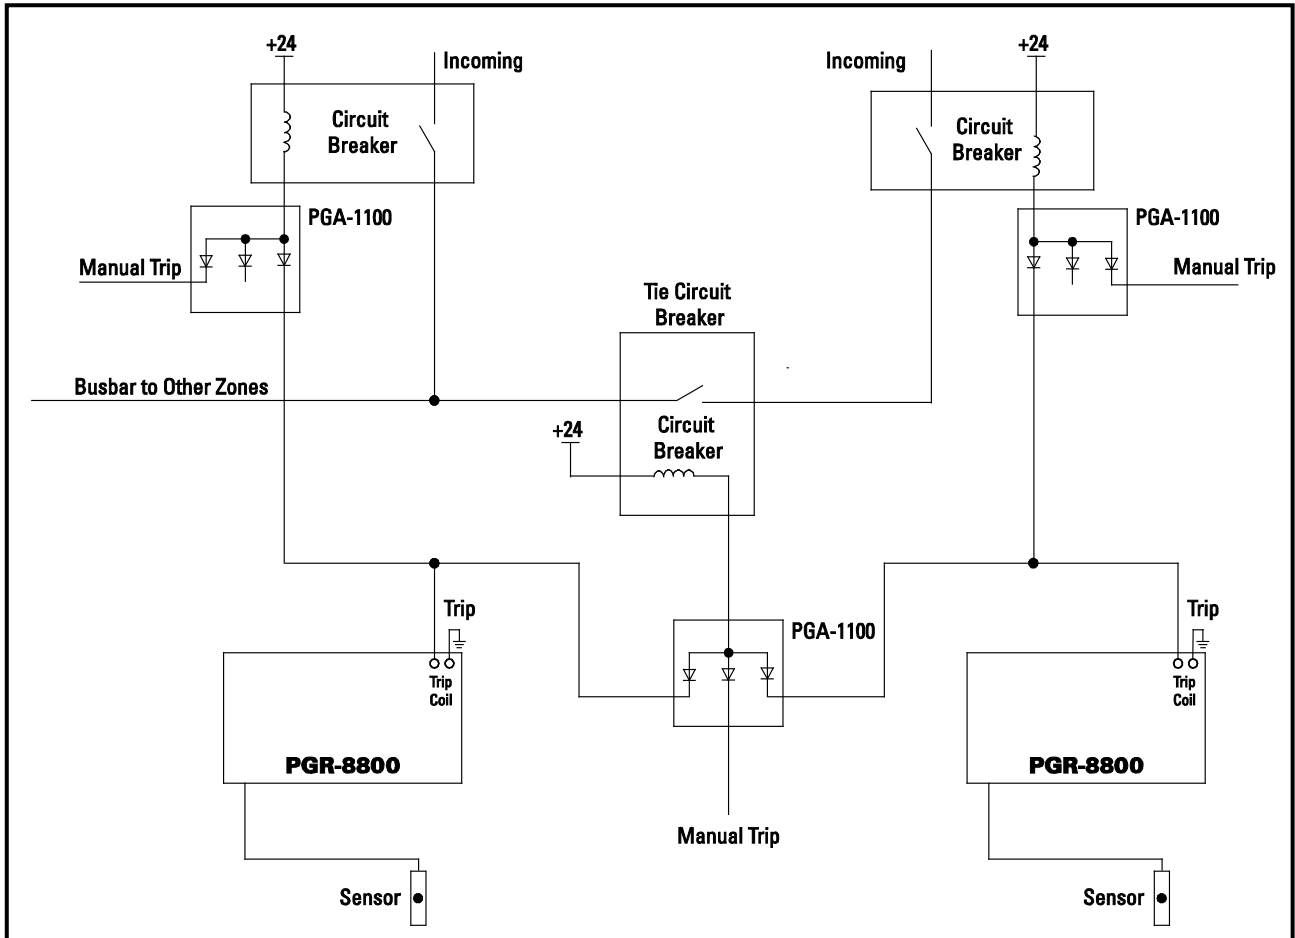 +24
Incoming
Incoming
+24
Circuit
Breaker
Circuit
Breaker
PGA-1100
PGA-1100
Manual Trip
Manual Trip
Tie Circuit
Breaker
Busbar to Other Zones
+24
Circuit
Breaker
Trip
PGA-1100
Trip
Trip
Coil
Trip
Coil
PGR-8800
PGR-8800
Manual Trip
Sensor
Sensor